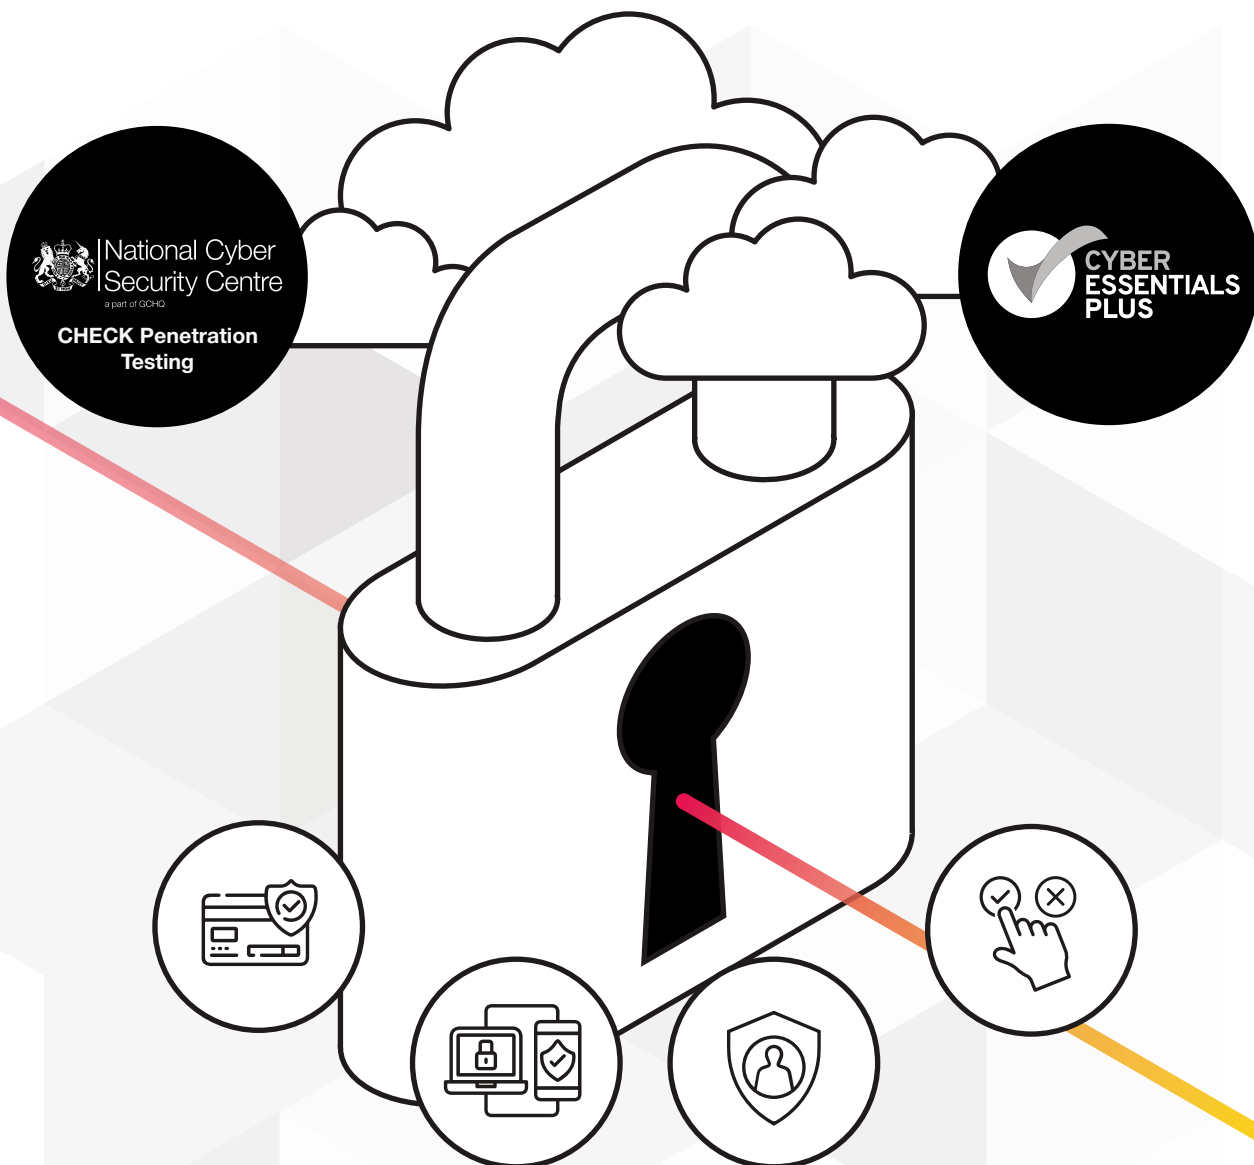 National Cyber
Security Centre
a part of GCHQ
CHECK Penetration
Testing
CYBER
ESSENTIALS
PLUS